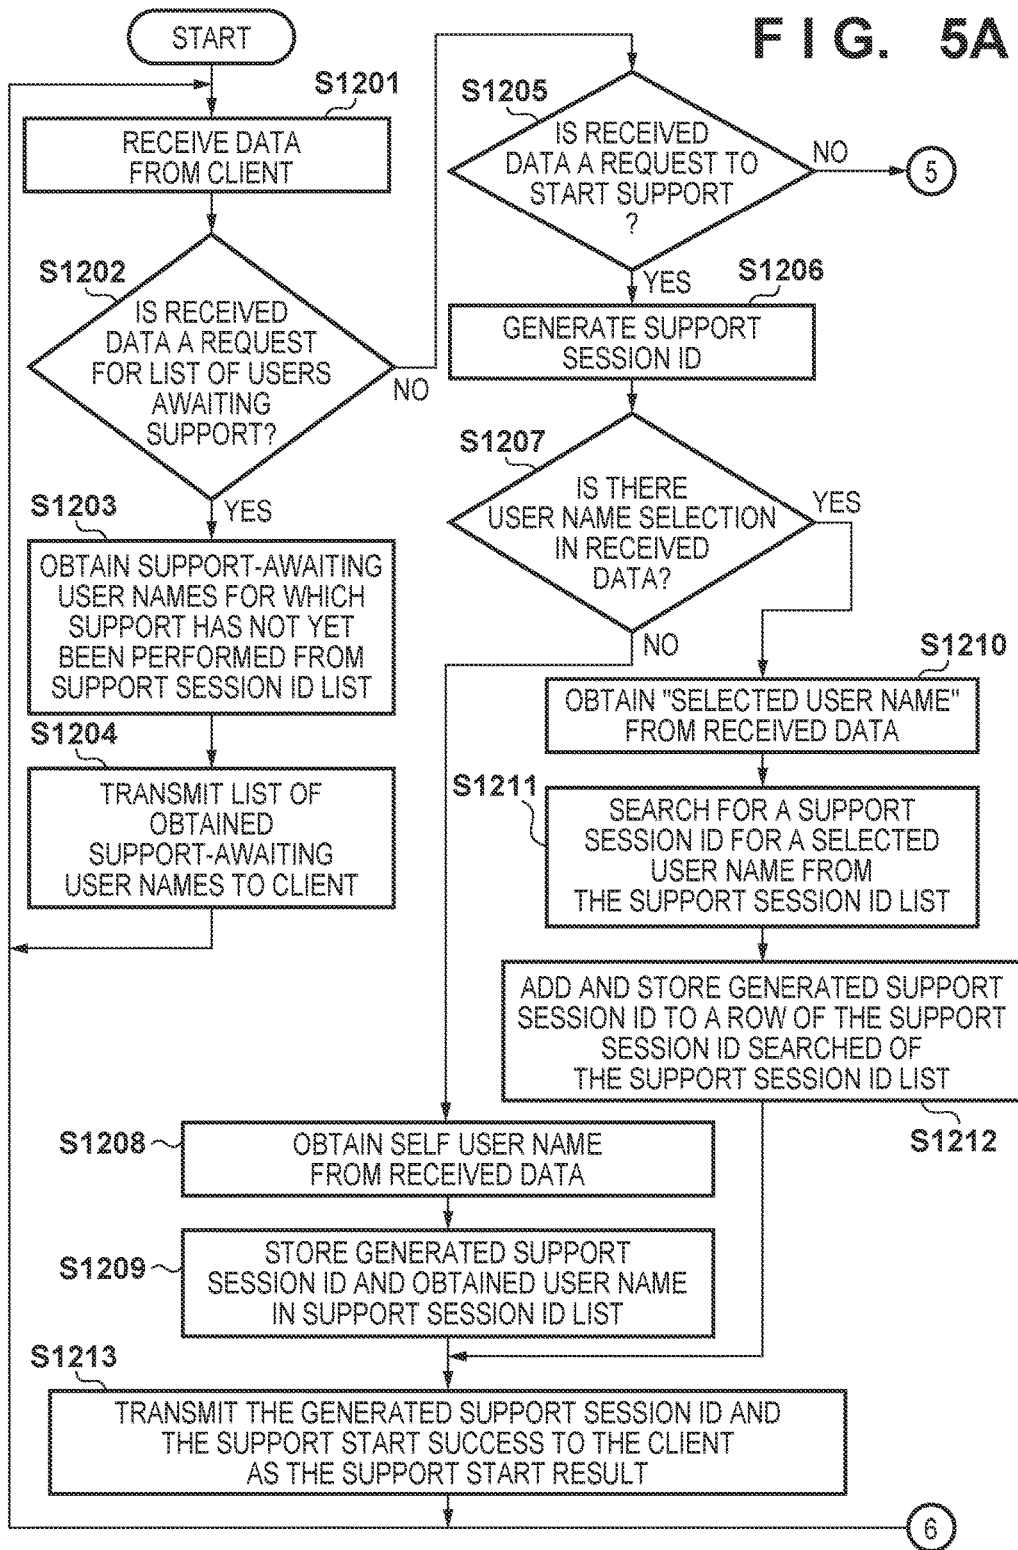 FIG. 5A
START
S1201
RECEIVE DATA
FROM CLIENT
S1202
IS RECEIVED
DATA A REQUEST
FOR LIST OF USERS
AWAITING
SUPPORT?
NO
YES
S1203
OBTAIN SUPPORT-AWAITING
USER NAMES FOR WHICH
SUPPORT HAS NOT YET
BEEN PERFORMED FROM
SUPPORT SESSION ID LIST
S1204
TRANSMIT LIST OF
OBTAINED
SUPPORT-AWAITING
USER NAMES TO CLIENT
S1205
IS RECEIVED
DATA A REQUEST TO
START SUPPORT
?
NO
5
YES
S1206
GENERATE SUPPORT
SESSION ID
S1207
IS THERE
USER NAME SELECTION
IN RECEIVED
DATA?
YES
NO
S1210
OBTAIN "SELECTED USER NAME"
FROM RECEIVED DATA
S1211
SEARCH FOR A SUPPORT
SESSION ID FOR A SELECTED
USER NAME FROM
THE SUPPORT SESSION ID LIST
ADD AND STORE GENERATED SUPPORT
SESSION ID TO A ROW OF THE SUPPORT
SESSION ID SEARCHED OF
THE SUPPORT SESSION ID LIST
S1212
S1208
OBTAIN SELF USER NAME
FROM RECEIVED DATA
S1209
STORE GENERATED SUPPORT
SESSION ID AND OBTAINED USER NAME
IN SUPPORT SESSION ID LIST
S1213
TRANSMIT THE GENERATED SUPPORT SESSION ID AND
THE SUPPORT START SUCCESS TO THE CLIENT
AS THE SUPPORT START RESULT
6